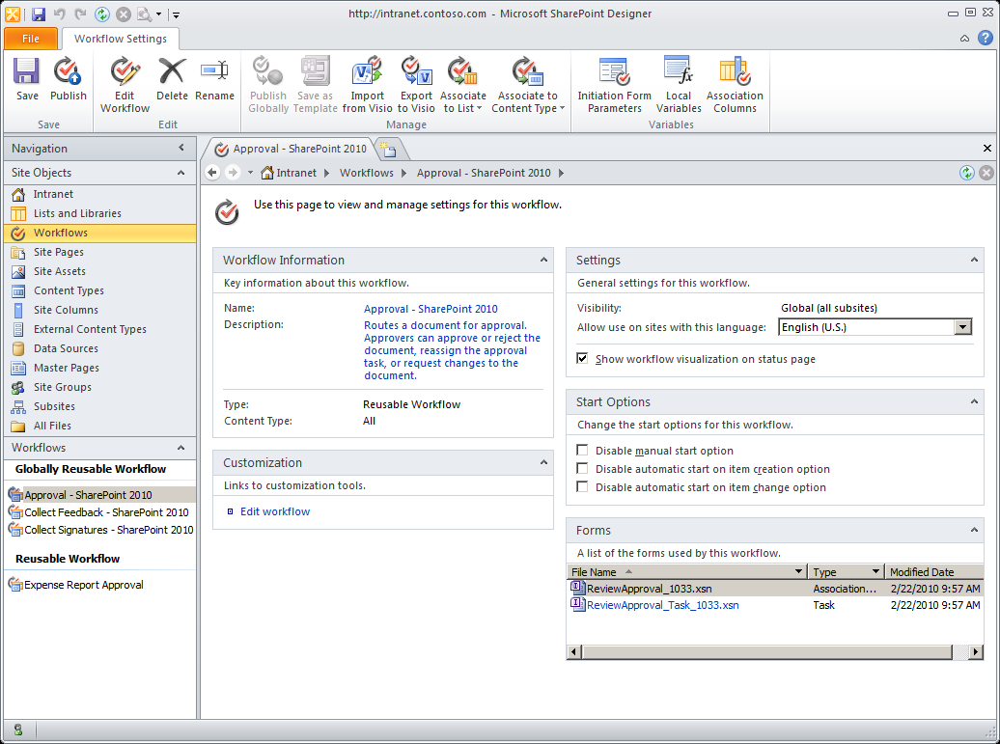 http://intranet.contoso.com - Microsoft SharePoint Designer
File
Workflow Settings
Save
Publish
Edit Workflow
Delete
Rename
Publish Globally
Save as Template
Import from Visio
Export to Visio
Associate to List
Associate to Content Type
Initiation Form Parameters
Local Variables
Association Columns
Save
Edit
Manage
Variables
Navigation
Site Objects
Intranet
Lists and Libraries
Workflows
Site Pages
Site Assets
Content Types
Site Columns
External Content Types
Data Sources
Master Pages
Site Groups
Subsites
All Files
Workflows
Globally Reusable Workflow
Approval - SharePoint 2010
Collect Feedback - SharePoint 2010
Collect Signatures - SharePoint 2010
Reusable Workflow
Expense Report Approval
Approval - SharePoint 2010
Intranet
Workflows
Approval - SharePoint 2010
Use this page to view and manage settings for this workflow.
Workflow Information
Key information about this workflow.
Name: Approval - SharePoint 2010
Description: Routes a document for approval.
Approvers can approve or reject the
document, reassign the approval
task, or request changes to the
document.
Type: Reusable Workflow
Content Type: All
Customization
Links to customization tools.
Edit workflow
Settings
General settings for this workflow.
Visibility: Global (all subsites)
Allow use on sites with this language: English (U.S.)
Show workflow visualization on status page
Start Options
Change the start options for this workflow.
Disable manual start option
Disable automatic start on item creation option
Disable automatic start on item change option
Forms
A list of the forms used by this workflow.
File Name Type Modified Date
ReviewApproval_1033.xsn Association... 2/22/2010 9:57 AM
ReviewApproval_Task_1033.xsn Task 2/22/2010 9:57 AM